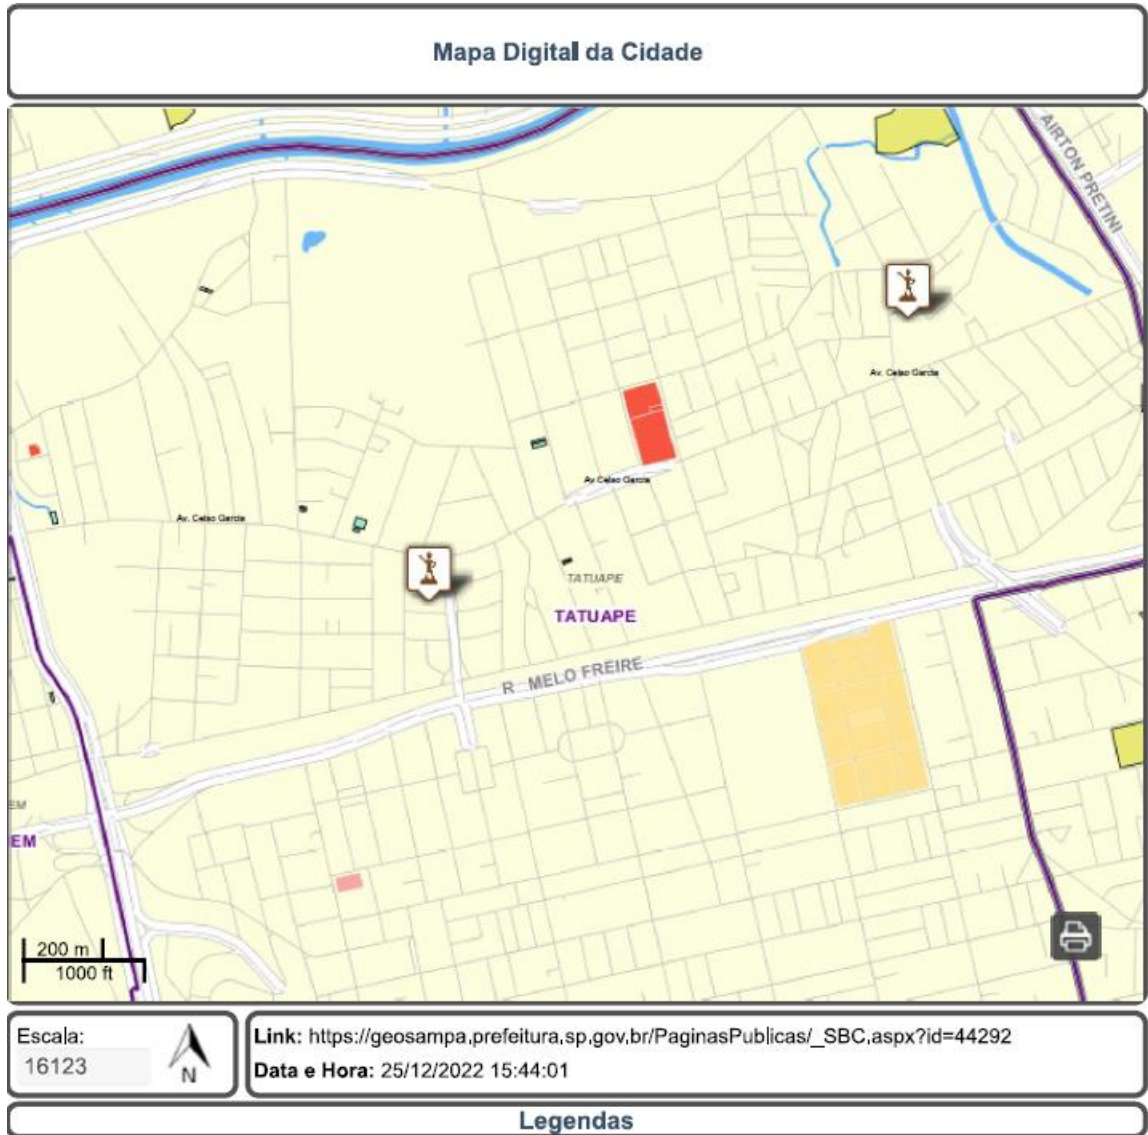 Mapa Digital da Cidade
AIRTON PRETINI
Av. Celso Garcia
Av. Celso Garcia
Av. Celso Garcia
TATUAPE
TATUAPE
R MELO FREIRE
EM
EM
200 m
1000 ft
Escala:
16123
N
Link: https://geosampa.prefeitura.sp.gov.br/PaginasPublicas/_SBC.aspx?id=44292
Data e Hora: 25/12/2022 15:44:01
Legendas